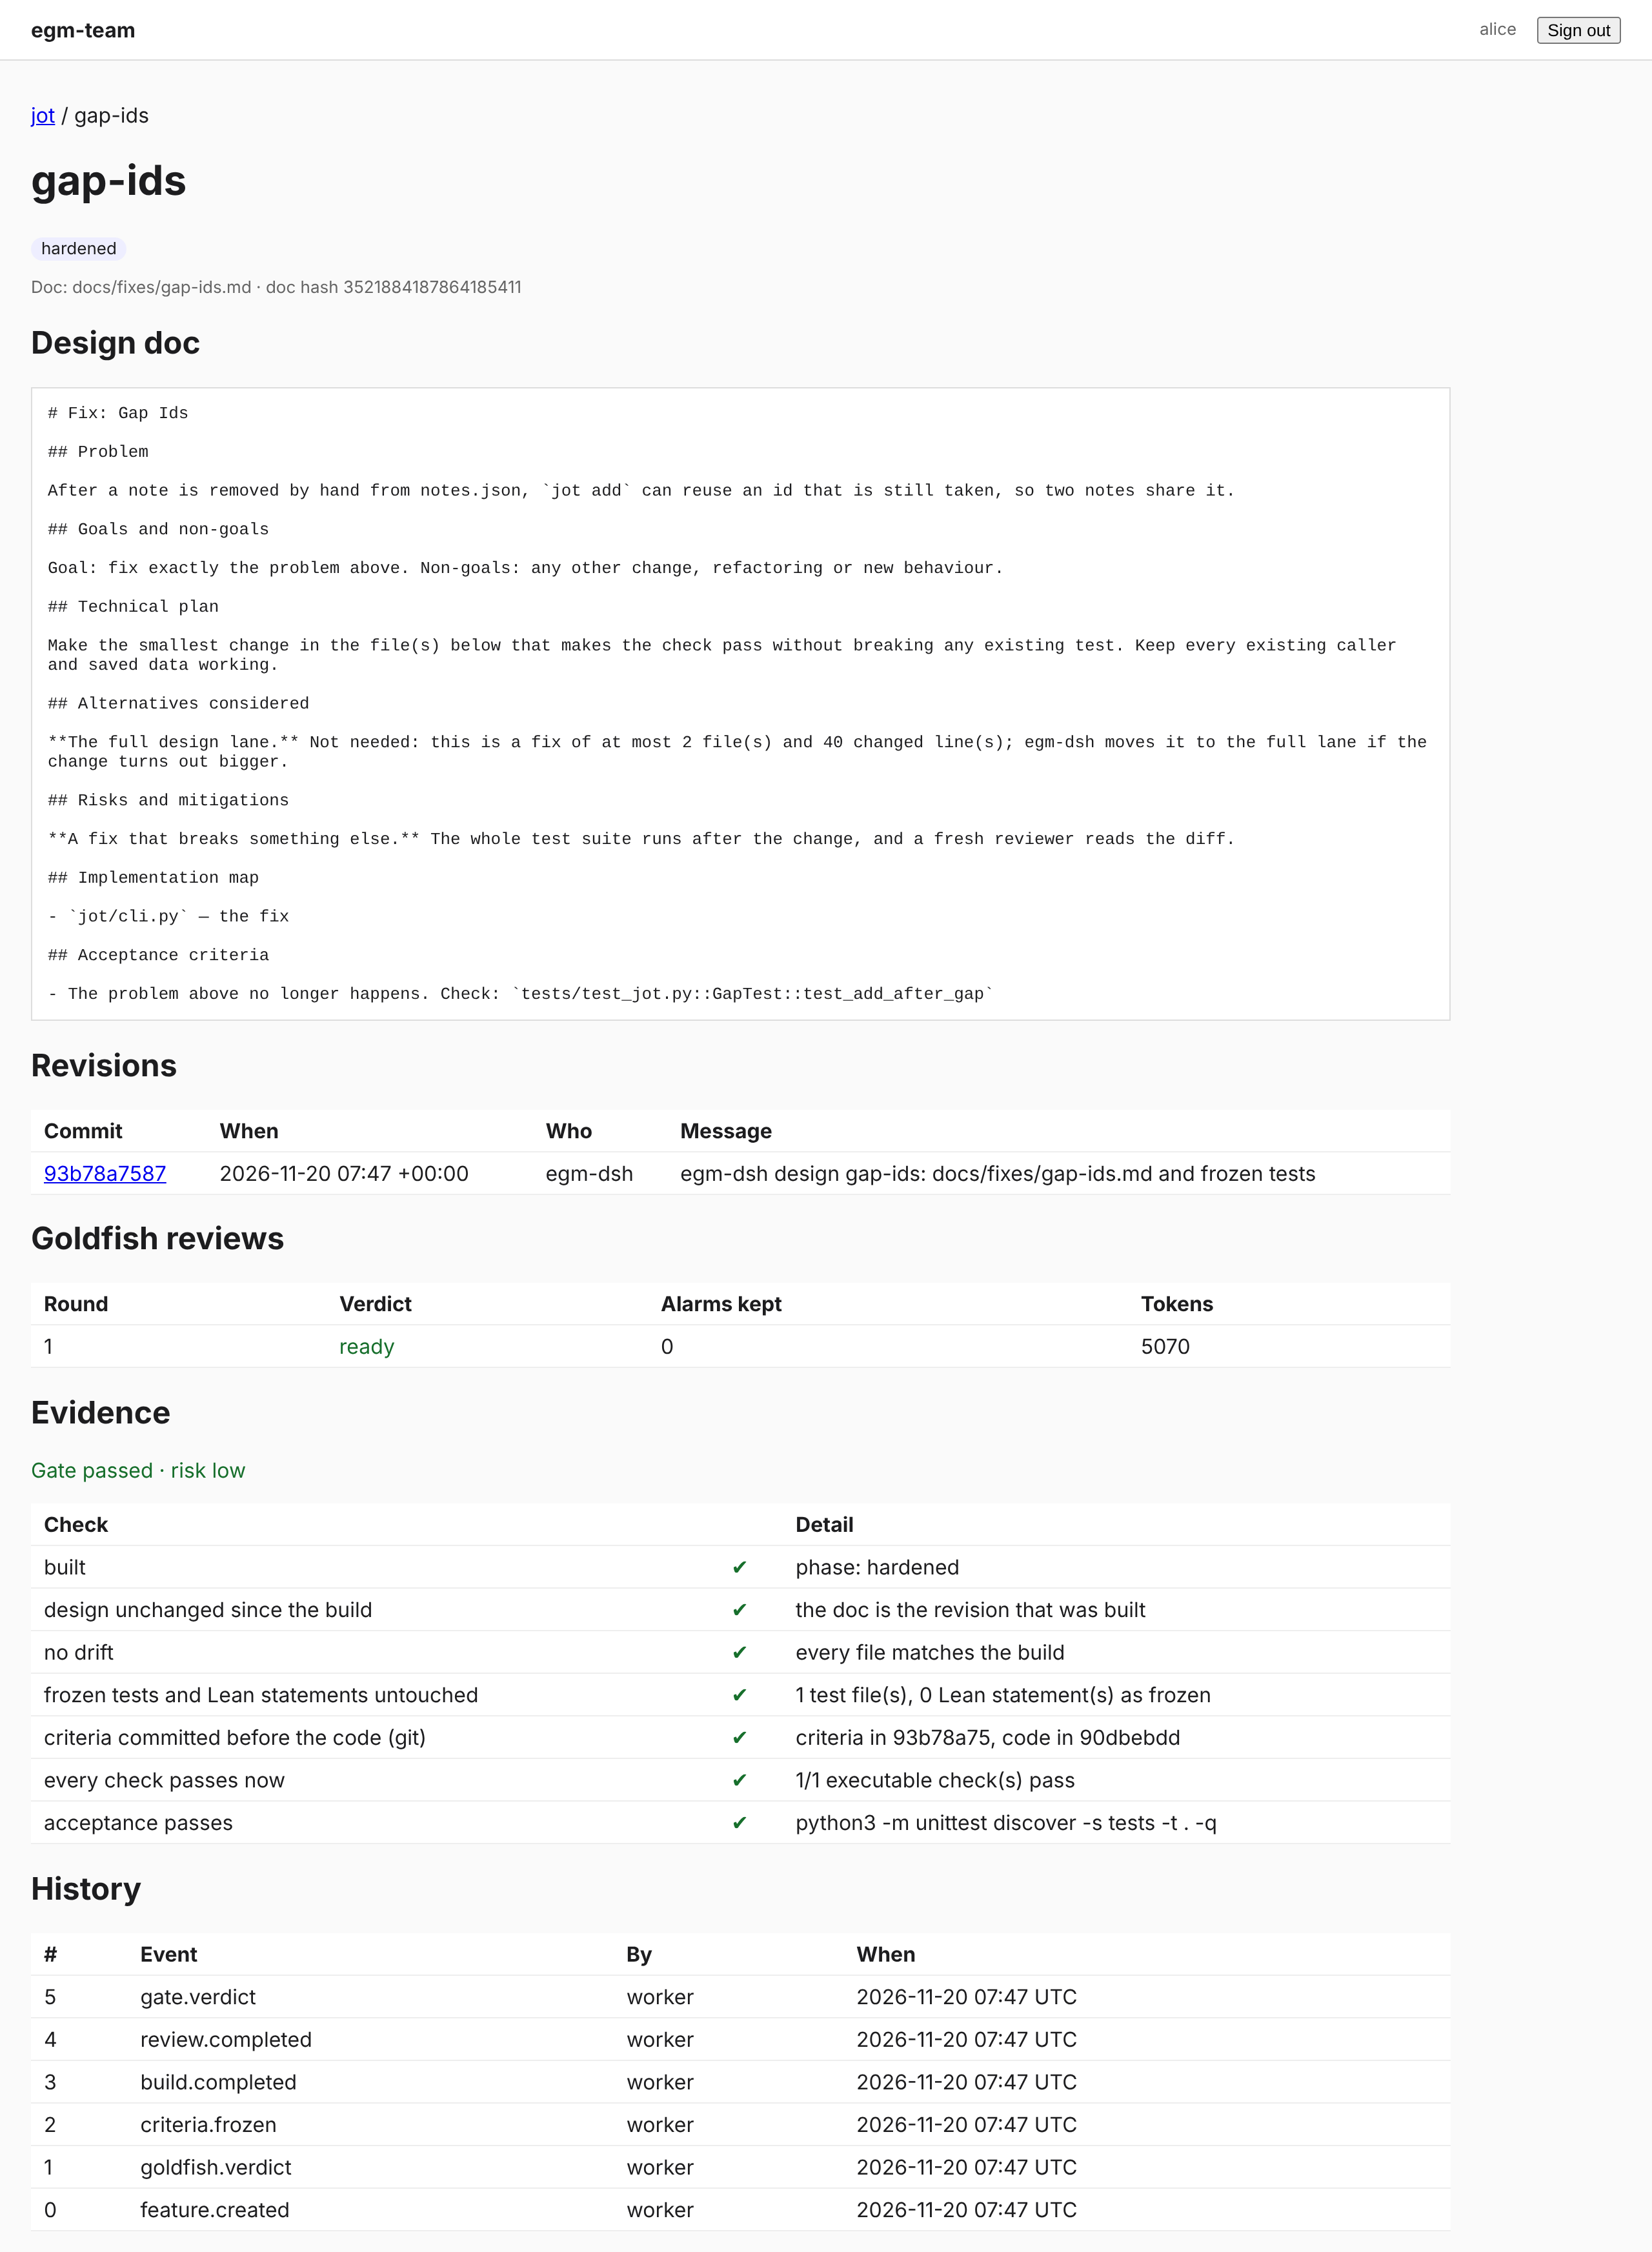 egm-team
alice
Sign out
jot / gap-ids
gap-ids
hardened
Doc: docs/fixes/gap-ids.md · doc hash 3521884187864185411
Design doc
# Fix: Gap Ids
## Problem
After a note is removed by hand from notes.json, `jot add` can reuse an id that is still taken, so two notes share it.
## Goals and non-goals
Goal: fix exactly the problem above. Non-goals: any other change, refactoring or new behaviour.
## Technical plan
Make the smallest change in the file(s) below that makes the check pass without breaking any existing test. Keep every existing caller
and saved data working.
## Alternatives considered
**The full design lane.** Not needed: this is a fix of at most 2 file(s) and 40 changed line(s); egm-dsh moves it to the full lane if the
change turns out bigger.
## Risks and mitigations
**A fix that breaks something else.** The whole test suite runs after the change, and a fresh reviewer reads the diff.
## Implementation map
- `jot/cli.py` — the fix
## Acceptance criteria
- The problem above no longer happens. Check: `tests/test_jot.py::GapTest::test_add_after_gap`
Revisions
Commit When Who Message
93b78a7587 2026-11-20 07:47 +00:00 egm-dsh egm-dsh design gap-ids: docs/fixes/gap-ids.md and frozen tests
Goldfish reviews
Round Verdict Alarms kept Tokens
1 ready 0 5070
Evidence
Gate passed · risk low
Check Detail
built ✔ phase: hardened
design unchanged since the build ✔ the doc is the revision that was built
no drift ✔ every file matches the build
frozen tests and Lean statements untouched ✔ 1 test file(s), 0 Lean statement(s) as frozen
criteria committed before the code (git) ✔ criteria in 93b78a75, code in 90dbebdd
every check passes now ✔ 1/1 executable check(s) pass
acceptance passes ✔ python3 -m unittest discover -s tests -t . -q
History
# Event By When
5 gate.verdict worker 2026-11-20 07:47 UTC
4 review.completed worker 2026-11-20 07:47 UTC
3 build.completed worker 2026-11-20 07:47 UTC
2 criteria.frozen worker 2026-11-20 07:47 UTC
1 goldfish.verdict worker 2026-11-20 07:47 UTC
0 feature.created worker 2026-11-20 07:47 UTC